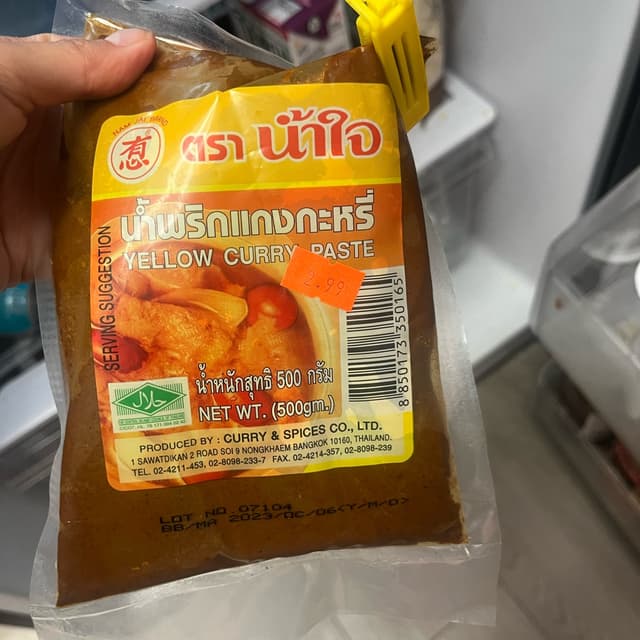 NAM JAI BRAND
ตรา น้ำใจ
น้ำพริกแกงกะหรี่
YELLOW CURRY PASTE
2.99
SERVING SUGGESTION
8 850173 350165
حلال
น้ำหนักสุทธิ 500 กรัม
NET WT. (500gm.)
PRODUCED BY : CURRY & SPICES CO., LTD.
1 SAWATDIKAN 2 ROAD SOI 9 NONGKHAEM BANGKOK 10160, THAILAND.
TEL. 02-4211-453, 02-8098-233-7 FAX. 02-4214-357, 02-8098-239
LOT NO.07104
BB/MA 2023/DC/06<Y/M/D>